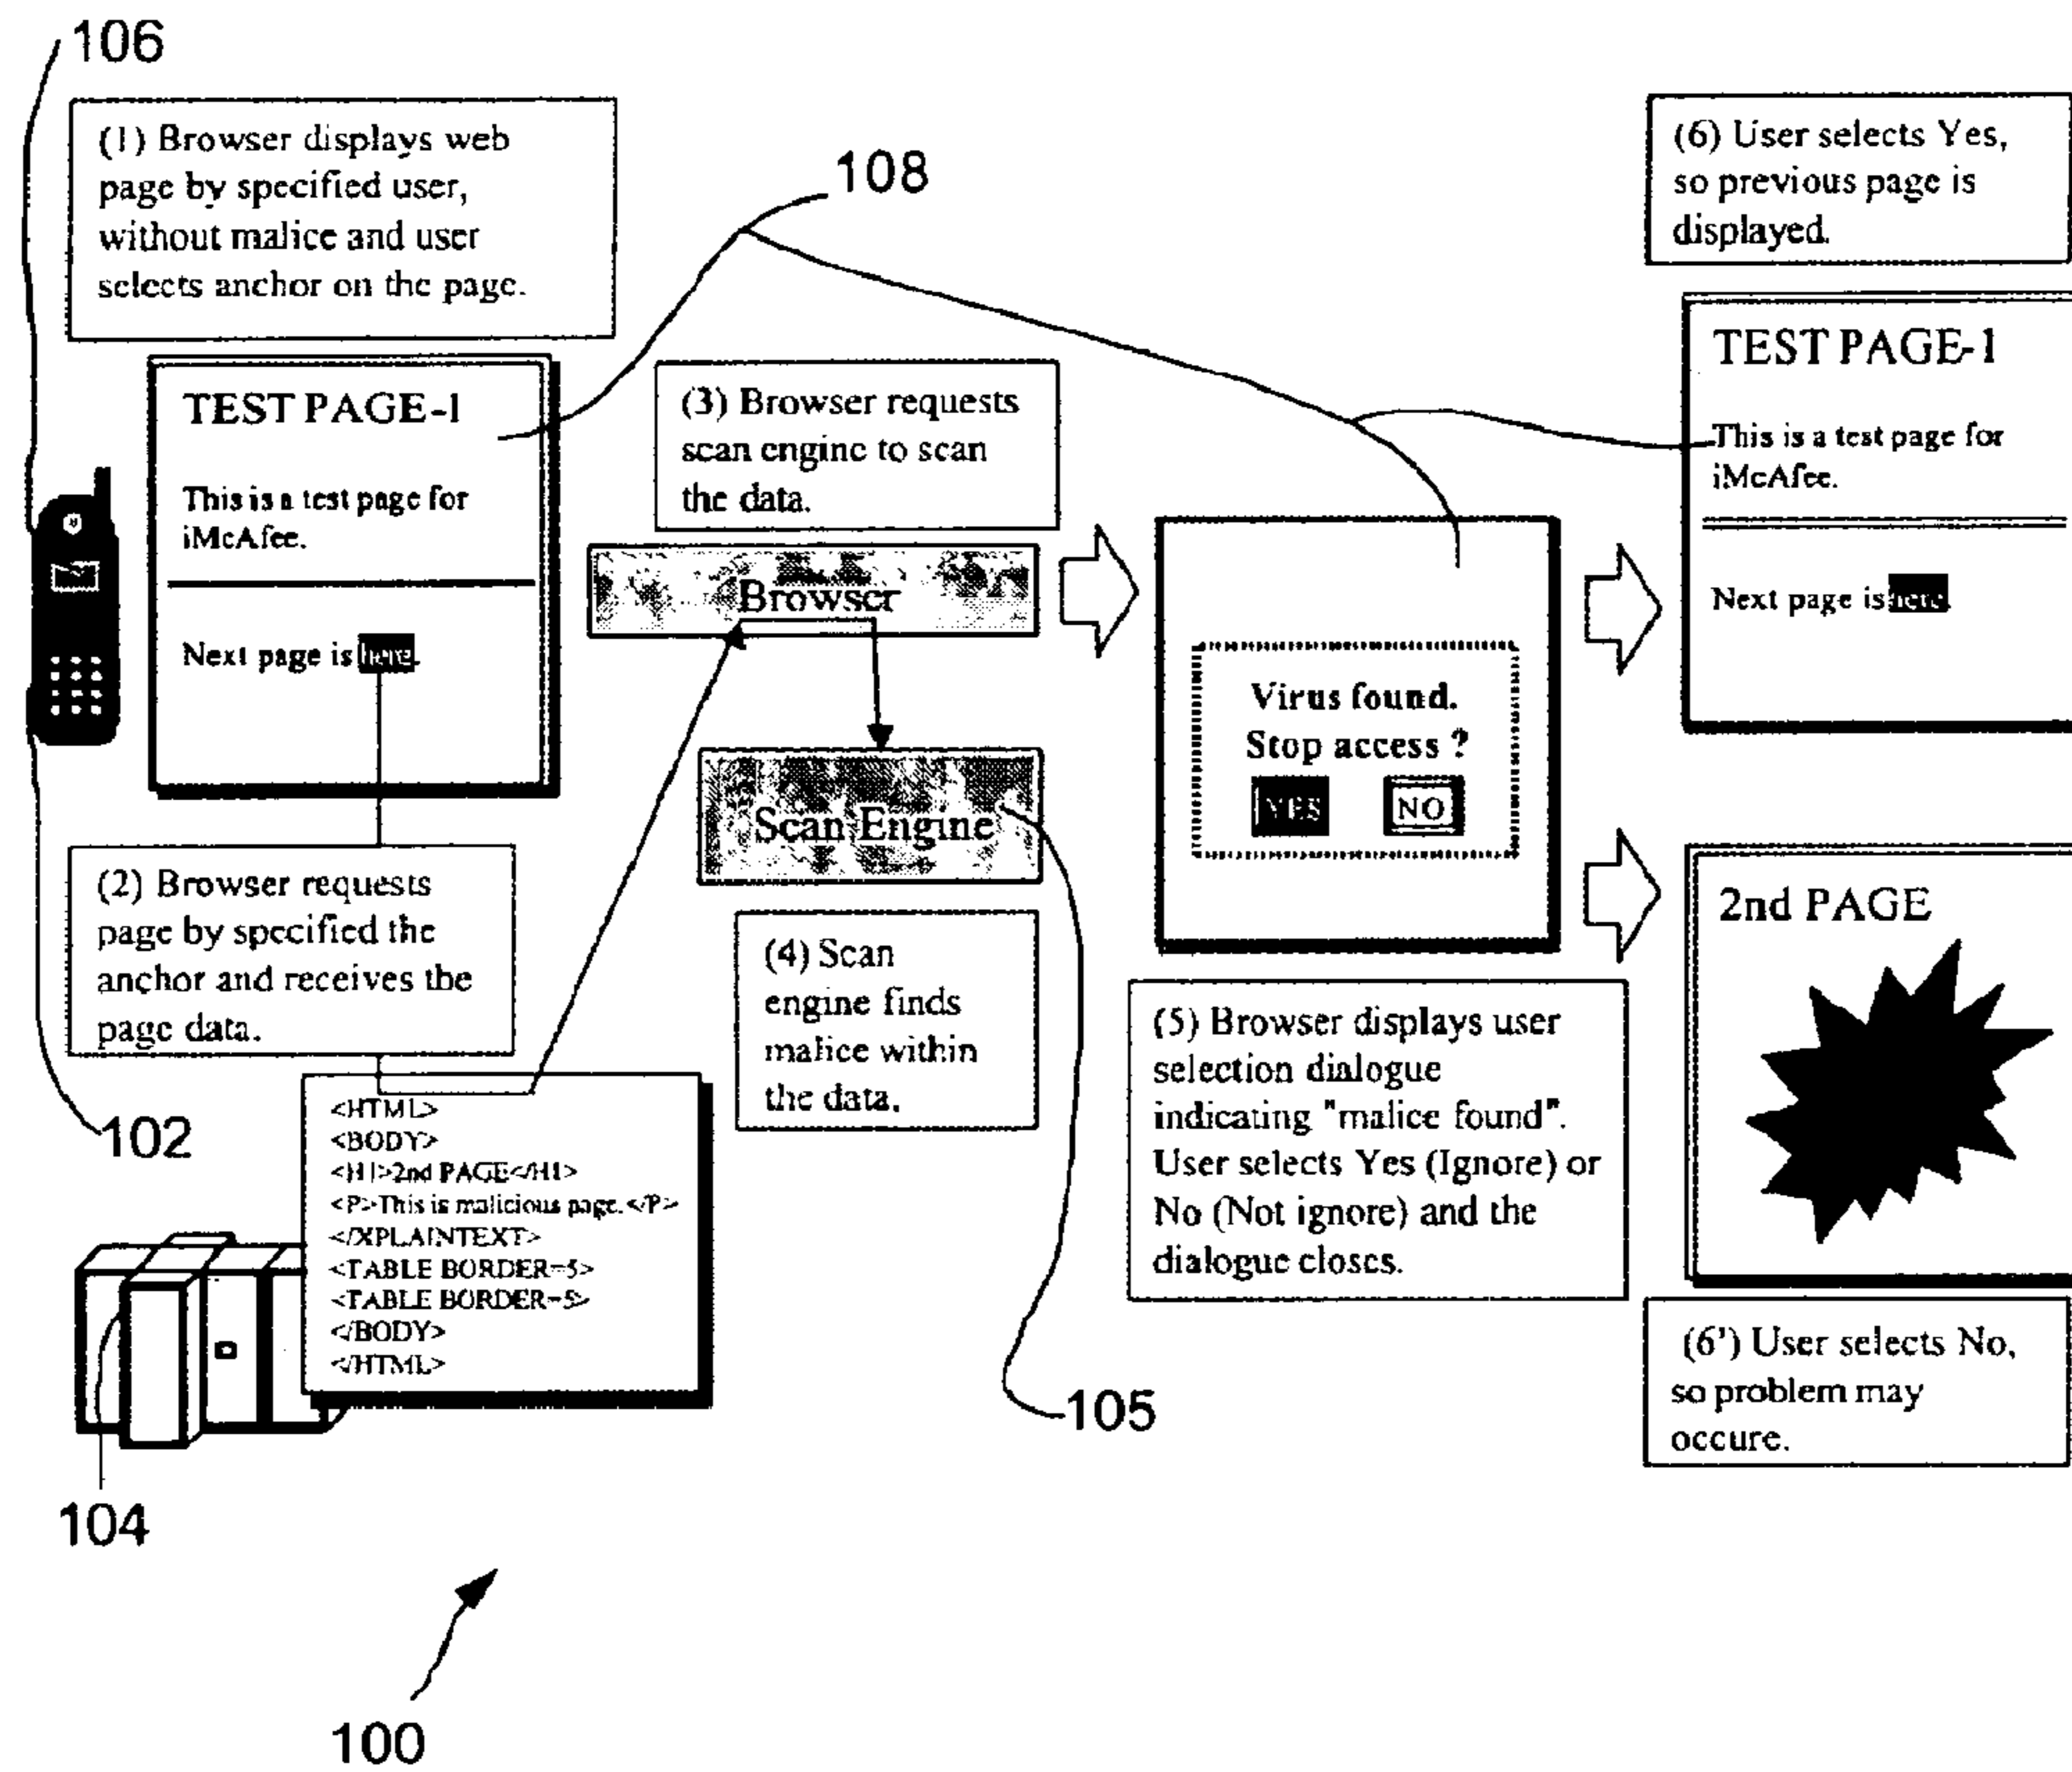 106
(1) Browser displays web
page by specified user,
without malice and user
selects anchor on the page.
108
(6) User selects Yes,
so previous page is
displayed.
TEST PAGE-1
This is a test page for
iMcAfee.
Next page is here.
(3) Browser requests
scan engine to scan
the data.
Browser
Scan Engine
(4) Scan
engine finds
malice within
the data.
Virus found.
Stop access ?
YES NO
TEST PAGE-1
This is a test page for
iMcAfee.
Next page is here.
(2) Browser requests
page by specified the
anchor and receives the
page data.
102
<HTML>
<BODY>
<H1>2nd PAGE</H1>
<P>This is malicious page.</P>
</XPLAINTEXT>
<TABLE BORDER=5>
<TABLE BORDER=5>
</BODY>
</HTML>
104
105
(5) Browser displays user
selection dialogue
indicating "malice found".
User selects Yes (Ignore) or
No (Not ignore) and the
dialogue closes.
2nd PAGE
(6') User selects No,
so problem may
occure.
100